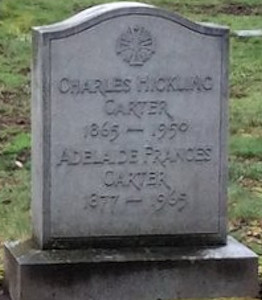 CHARLES HICKLING
CARTER
1865 – 1950
ADELAIDE FRANCES
CARTER
1877 – 1965